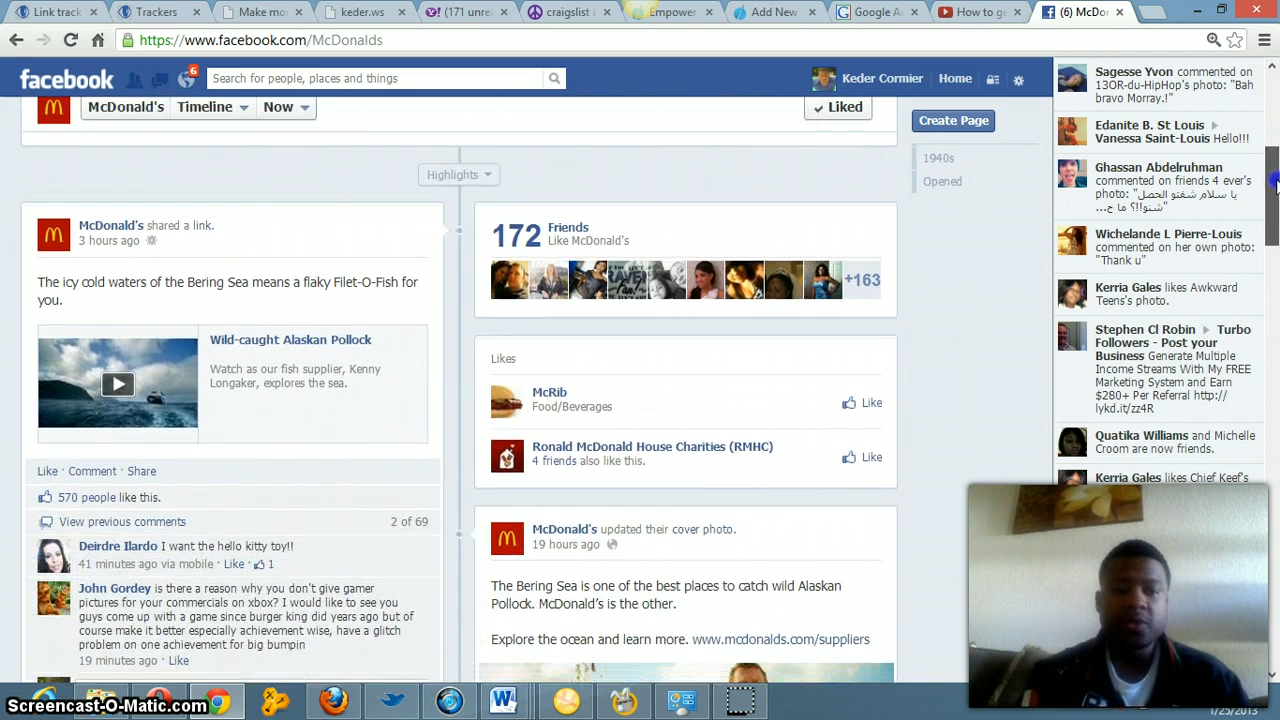 Link track
Trackers
Make mo
keder.ws
(171 unre
craigslist a
Empower
Add New
Google A
How to g
(6) McDo
https://www.facebook.com/McDonalds
facebook
6
Search for people, places and things
Keder Cormier
Home
McDonald's
Timeline
Now
Liked
Create Page
1940s
Opened
Highlights
McDonald's shared a link.
3 hours ago
The icy cold waters of the Bering Sea means a flaky Filet-O-Fish for
you.
Wild-caught Alaskan Pollock
Watch as our fish supplier, Kenny
Longaker, explores the sea.
Like · Comment · Share
570 people like this.
View previous comments
2 of 69
Deirdre Ilardo I want the hello kitty toy!!
41 minutes ago via mobile · Like · 1
John Gordey is there a reason why you don't give gamer
pictures for your commercials on xbox? I would like to see you
guys come up with a game since burger king did years ago but of
course make it better especially achievement wise, have a glitch
problem on one achievement for big bumpin
19 minutes ago · Like
172
Friends
Like McDonald's
+163
Likes
McRib
Food/Beverages
Like
Ronald McDonald House Charities (RMHC)
4 friends also like this.
Like
McDonald's updated their cover photo.
19 hours ago
The Bering Sea is one of the best places to catch wild Alaskan
Pollock. McDonald's is the other.
Explore the ocean and learn more. www.mcdonalds.com/suppliers
Sagesse Yvon commented on
13OR-du-HipHop's photo: "Bah
bravo Morray.!"
Edanite B. St Louis
Vanessa Saint-Louis Hello!!!
Ghassan Abdelruhman
commented on friends 4 ever's
photo: "يا سلام شفتو الحصل
شنو!!؟ ما ح..."
Wichelande L Pierre-Louis
commented on her own photo:
"Thank u"
Kerria Gales likes Awkward
Teens's photo.
Stephen Cl Robin Turbo
Followers - Post your
Business Generate Multiple
Income Streams With My FREE
Marketing System and Earn
$280+ Per Referral http://
lykd.it/zz4R
Quatika Williams and Michelle
Croom are now friends.
Kerria Gales likes Chief Keef's
Screencast-O-Matic.com
1/25/2013